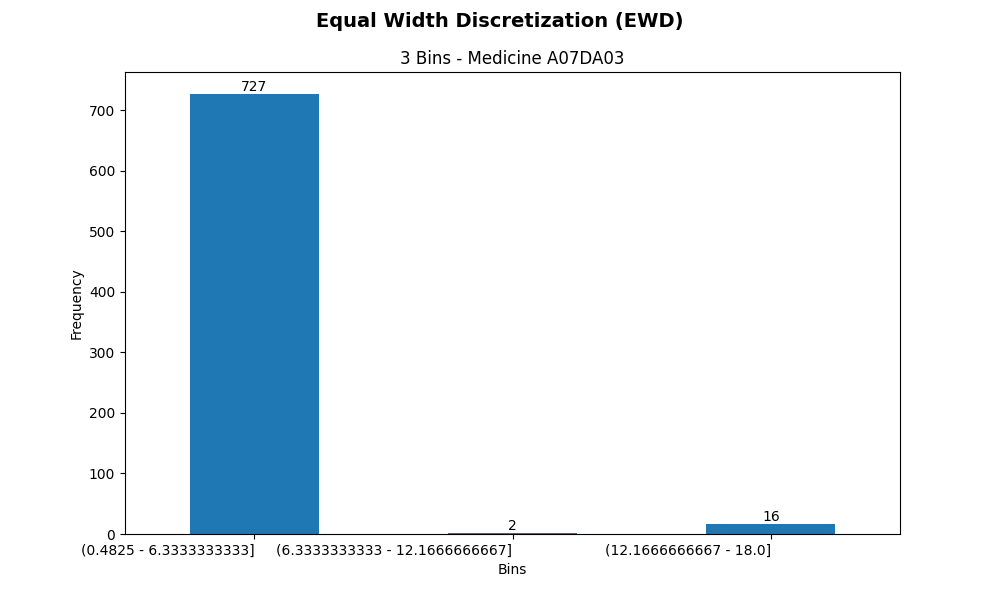 Equal Width Discretization (EWD)
3 Bins - Medicine A07DA03
727
700
600
500
400
300
200
100
0
Frequency
2
16
(0.4825 - 6.3333333333] (6.3333333333 - 12.1666666667] (12.1666666667 - 18.0]
Bins